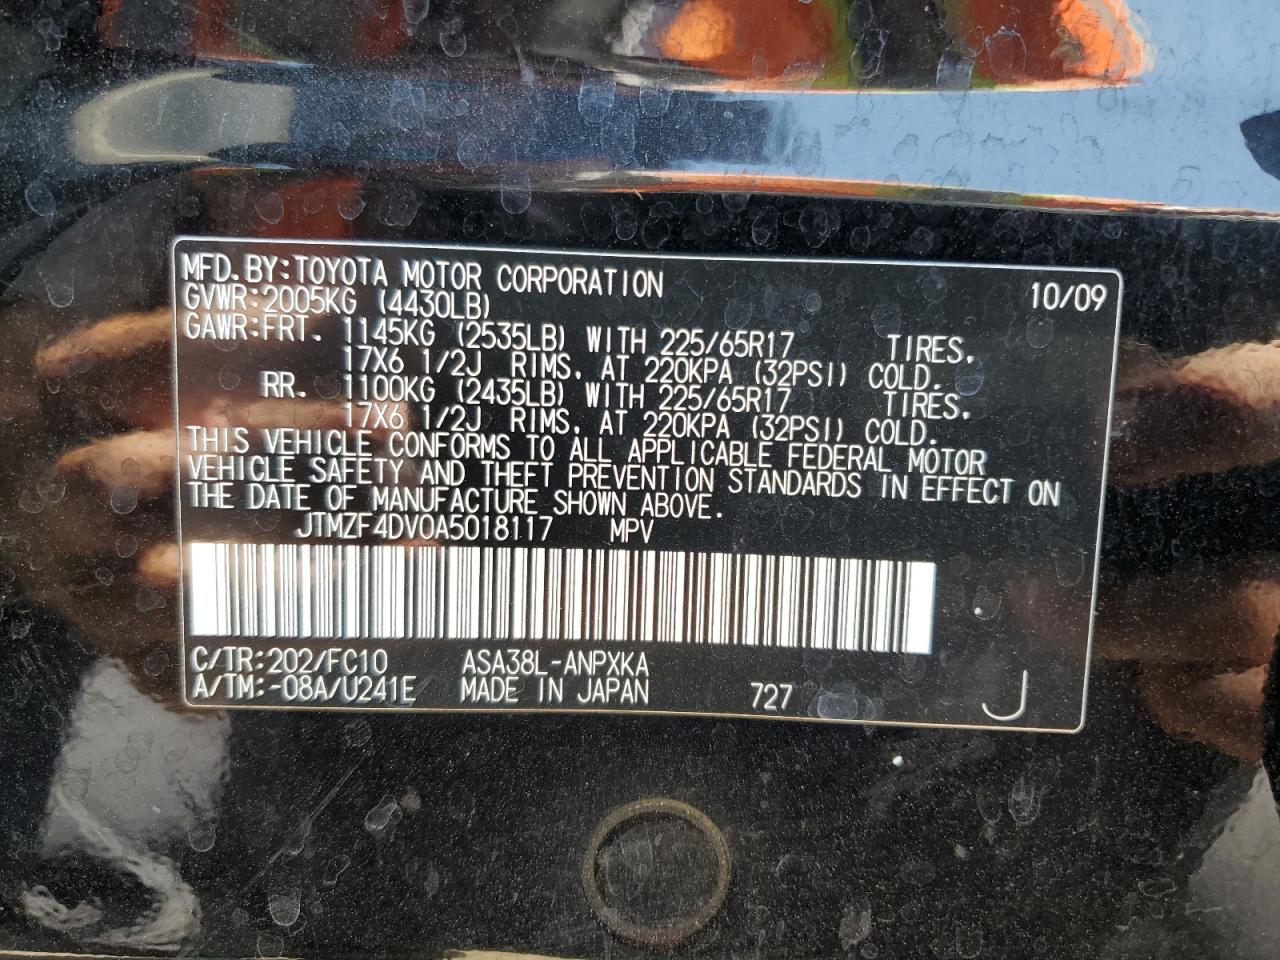 MFD. BY: TOYOTA MOTOR CORPORATION 10/09
GVWR: 2005KG (4430LB)
GAWR: FRT. 1145KG (2535LB) WITH 225/65R17 TIRES,
17X6 1/2J RIMS, AT 220KPA (32PSI) COLD.
RR. 1100KG (2435LB) WITH 225/65R17 TIRES,
17X6 1/2J RIMS, AT 220KPA (32PSI) COLD.
THIS VEHICLE CONFORMS TO ALL APPLICABLE FEDERAL MOTOR
VEHICLE SAFETY AND THEFT PREVENTION STANDARDS IN EFFECT ON
THE DATE OF MANUFACTURE SHOWN ABOVE.
JTMZF4DV0A5018117 MPV
C/TR: 202/FC10 ASA38L-ANPXKA
A/TM: -08A/U241E MADE IN JAPAN 727 J